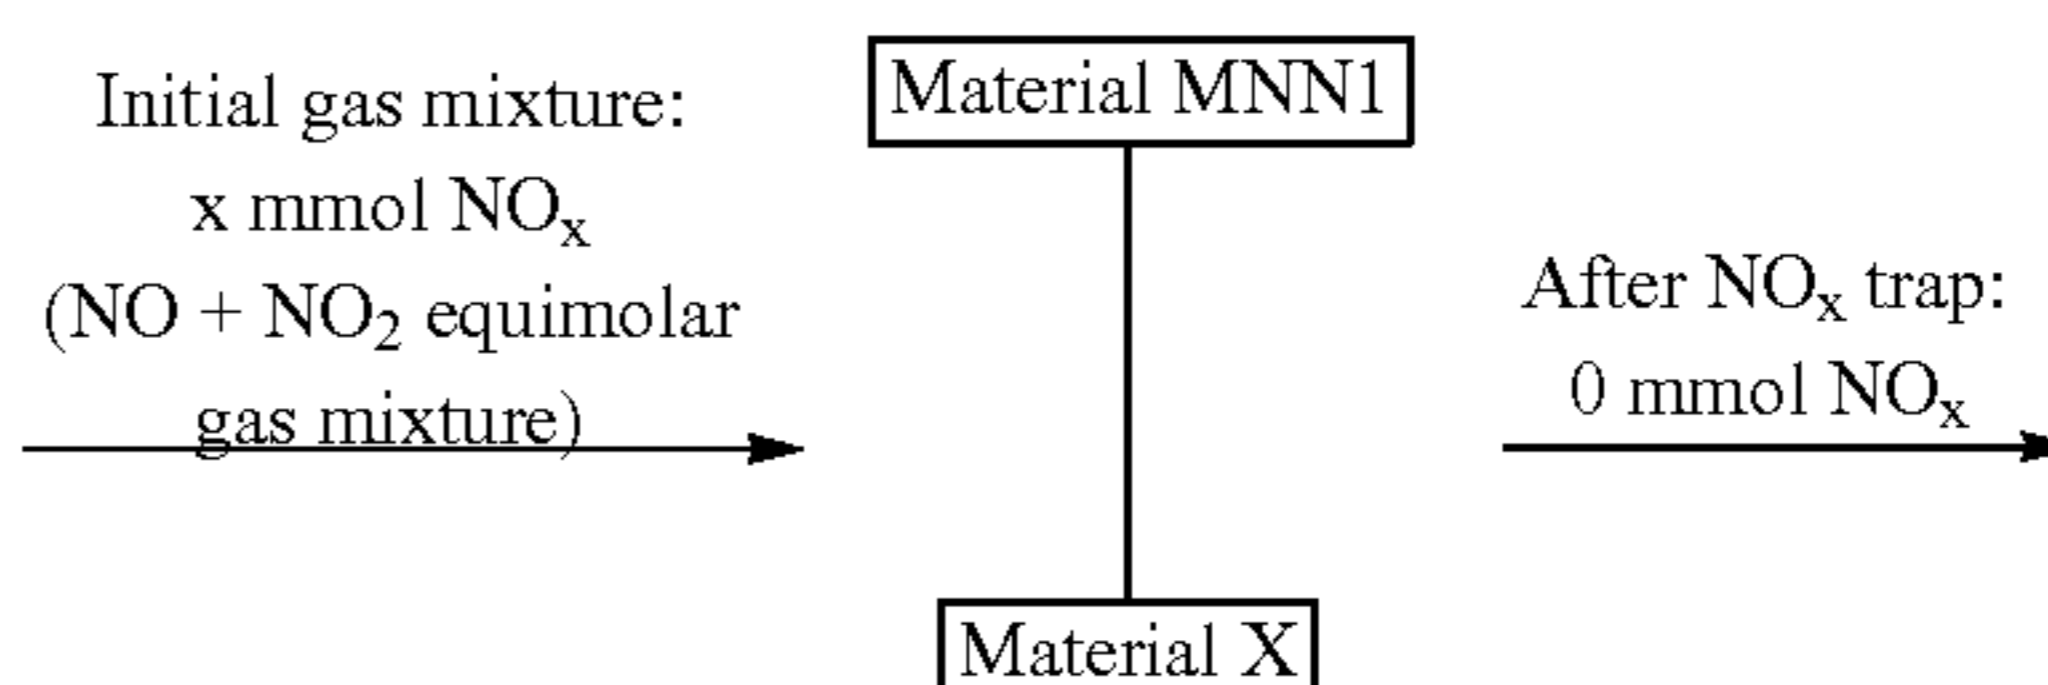 Initial gas mixture:
x mmol NOₓ
(NO + NO₂ equimolar
gas mixture)
Material MNN1
Material X
After NOₓ trap:
0 mmol NOₓ